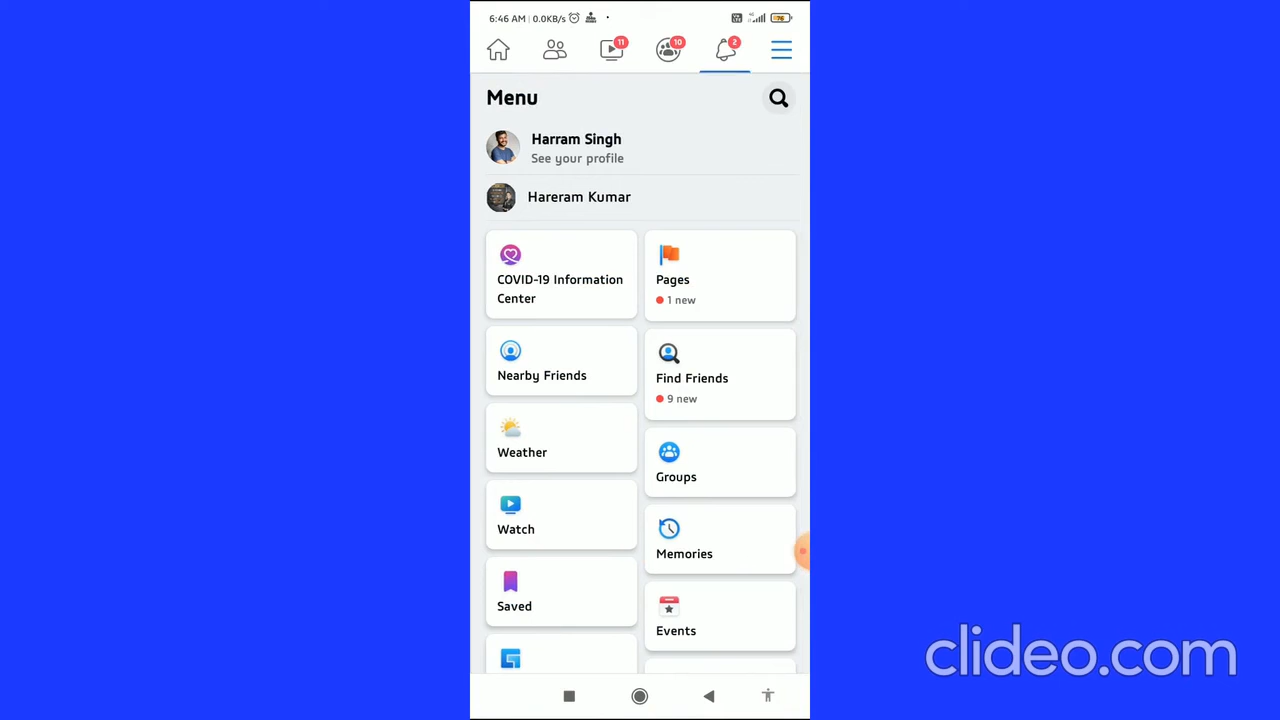 6:46 AM | 0.0KB/s
76
11
10
2
Menu
Harram Singh
See your profile
Hareram Kumar
COVID-19 Information
Center
Pages
1 new
Nearby Friends
Find Friends
9 new
Weather
Groups
Watch
Memories
Saved
Events
clideo.com